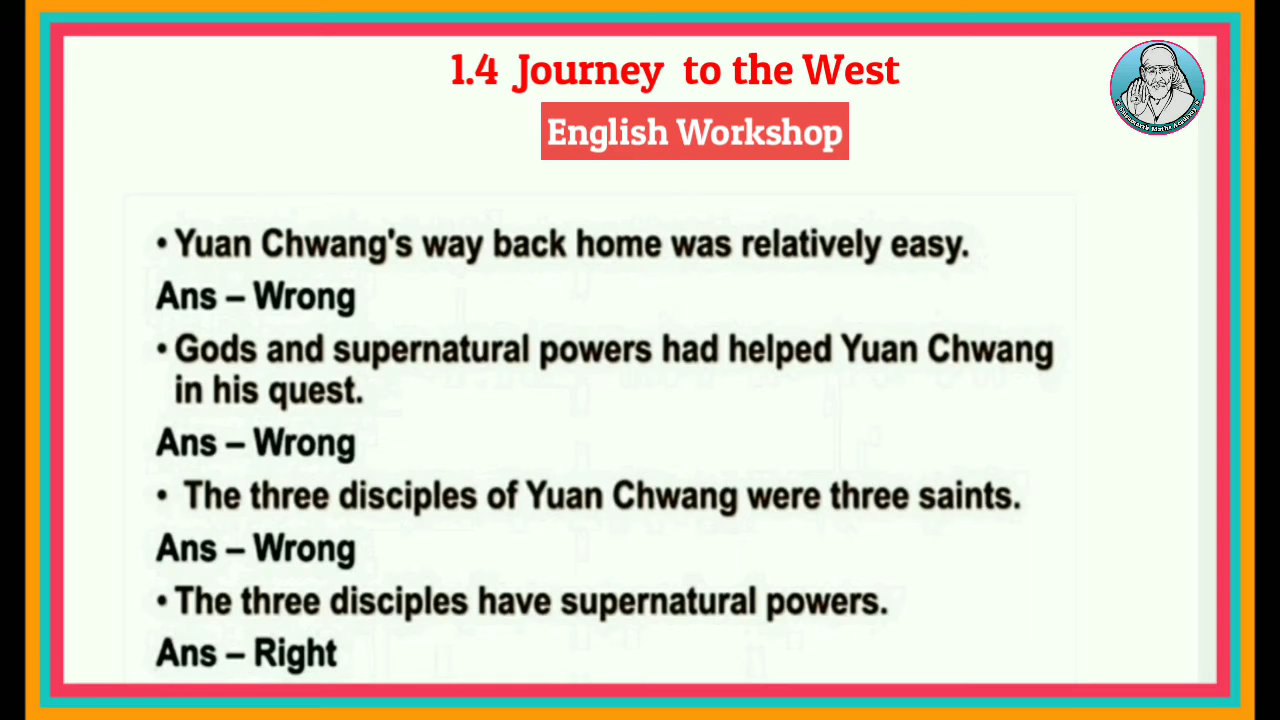 1.4 Journey to the West
English Workshop
• Yuan Chwang's way back home was relatively easy.
Ans – Wrong
• Gods and supernatural powers had helped Yuan Chwang
in his quest.
Ans – Wrong
• The three disciples of Yuan Chwang were three saints.
Ans – Wrong
• The three disciples have supernatural powers.
Ans – Right